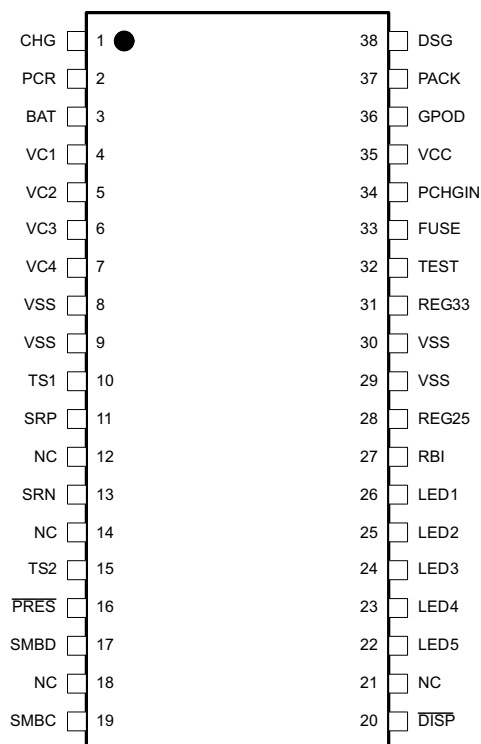 CHG 1 38 DSG
PCR 2 37 PACK
BAT 3 36 GPOD
VC1 4 35 VCC
VC2 5 34 PCHGIN
VC3 6 33 FUSE
VC4 7 32 TEST
VSS 8 31 REG33
VSS 9 30 VSS
TS1 10 29 VSS
SRP 11 28 REG25
NC 12 27 RBI
SRN 13 26 LED1
NC 14 25 LED2
TS2 15 24 LED3
PRES 16 23 LED4
SMBD 17 22 LED5
NC 18 21 NC
SMBC 19 20 DISP